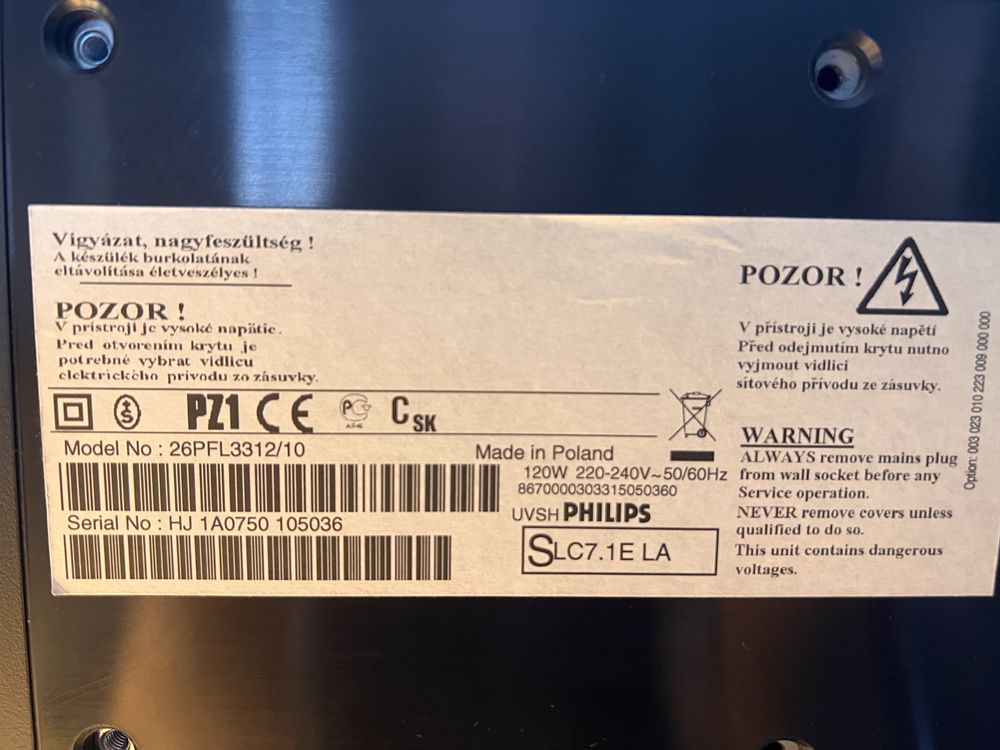 Vigyázat, nagyfeszültség !
A készülék burkolatának
eltávolítása életveszélyes !
POZOR !
V prístroji je vysoké napätie.
Pred otvorením krytu je
potrebné vybrat vidlicu
elektrického privodu zo zásuvky.
PZ1 CE C SK
Model No : 26PFL3312/10
Serial No : HJ 1A0750 105036
Made in Poland
120W 220-240V~50/60Hz
8670000303315050360
UVSH PHILIPS
SLC7.1E LA
POZOR !
V přístroji je vysoké napětí
Před odejmutím krytu nutno
vyjmout vidlici
síťového přívodu ze zásuvky.
WARNING
ALWAYS remove mains plug
from wall socket before any
Service operation.
NEVER remove covers unless
qualified to do so.
This unit contains dangerous
voltages.
Option: 003 023 010 223 009 000 000